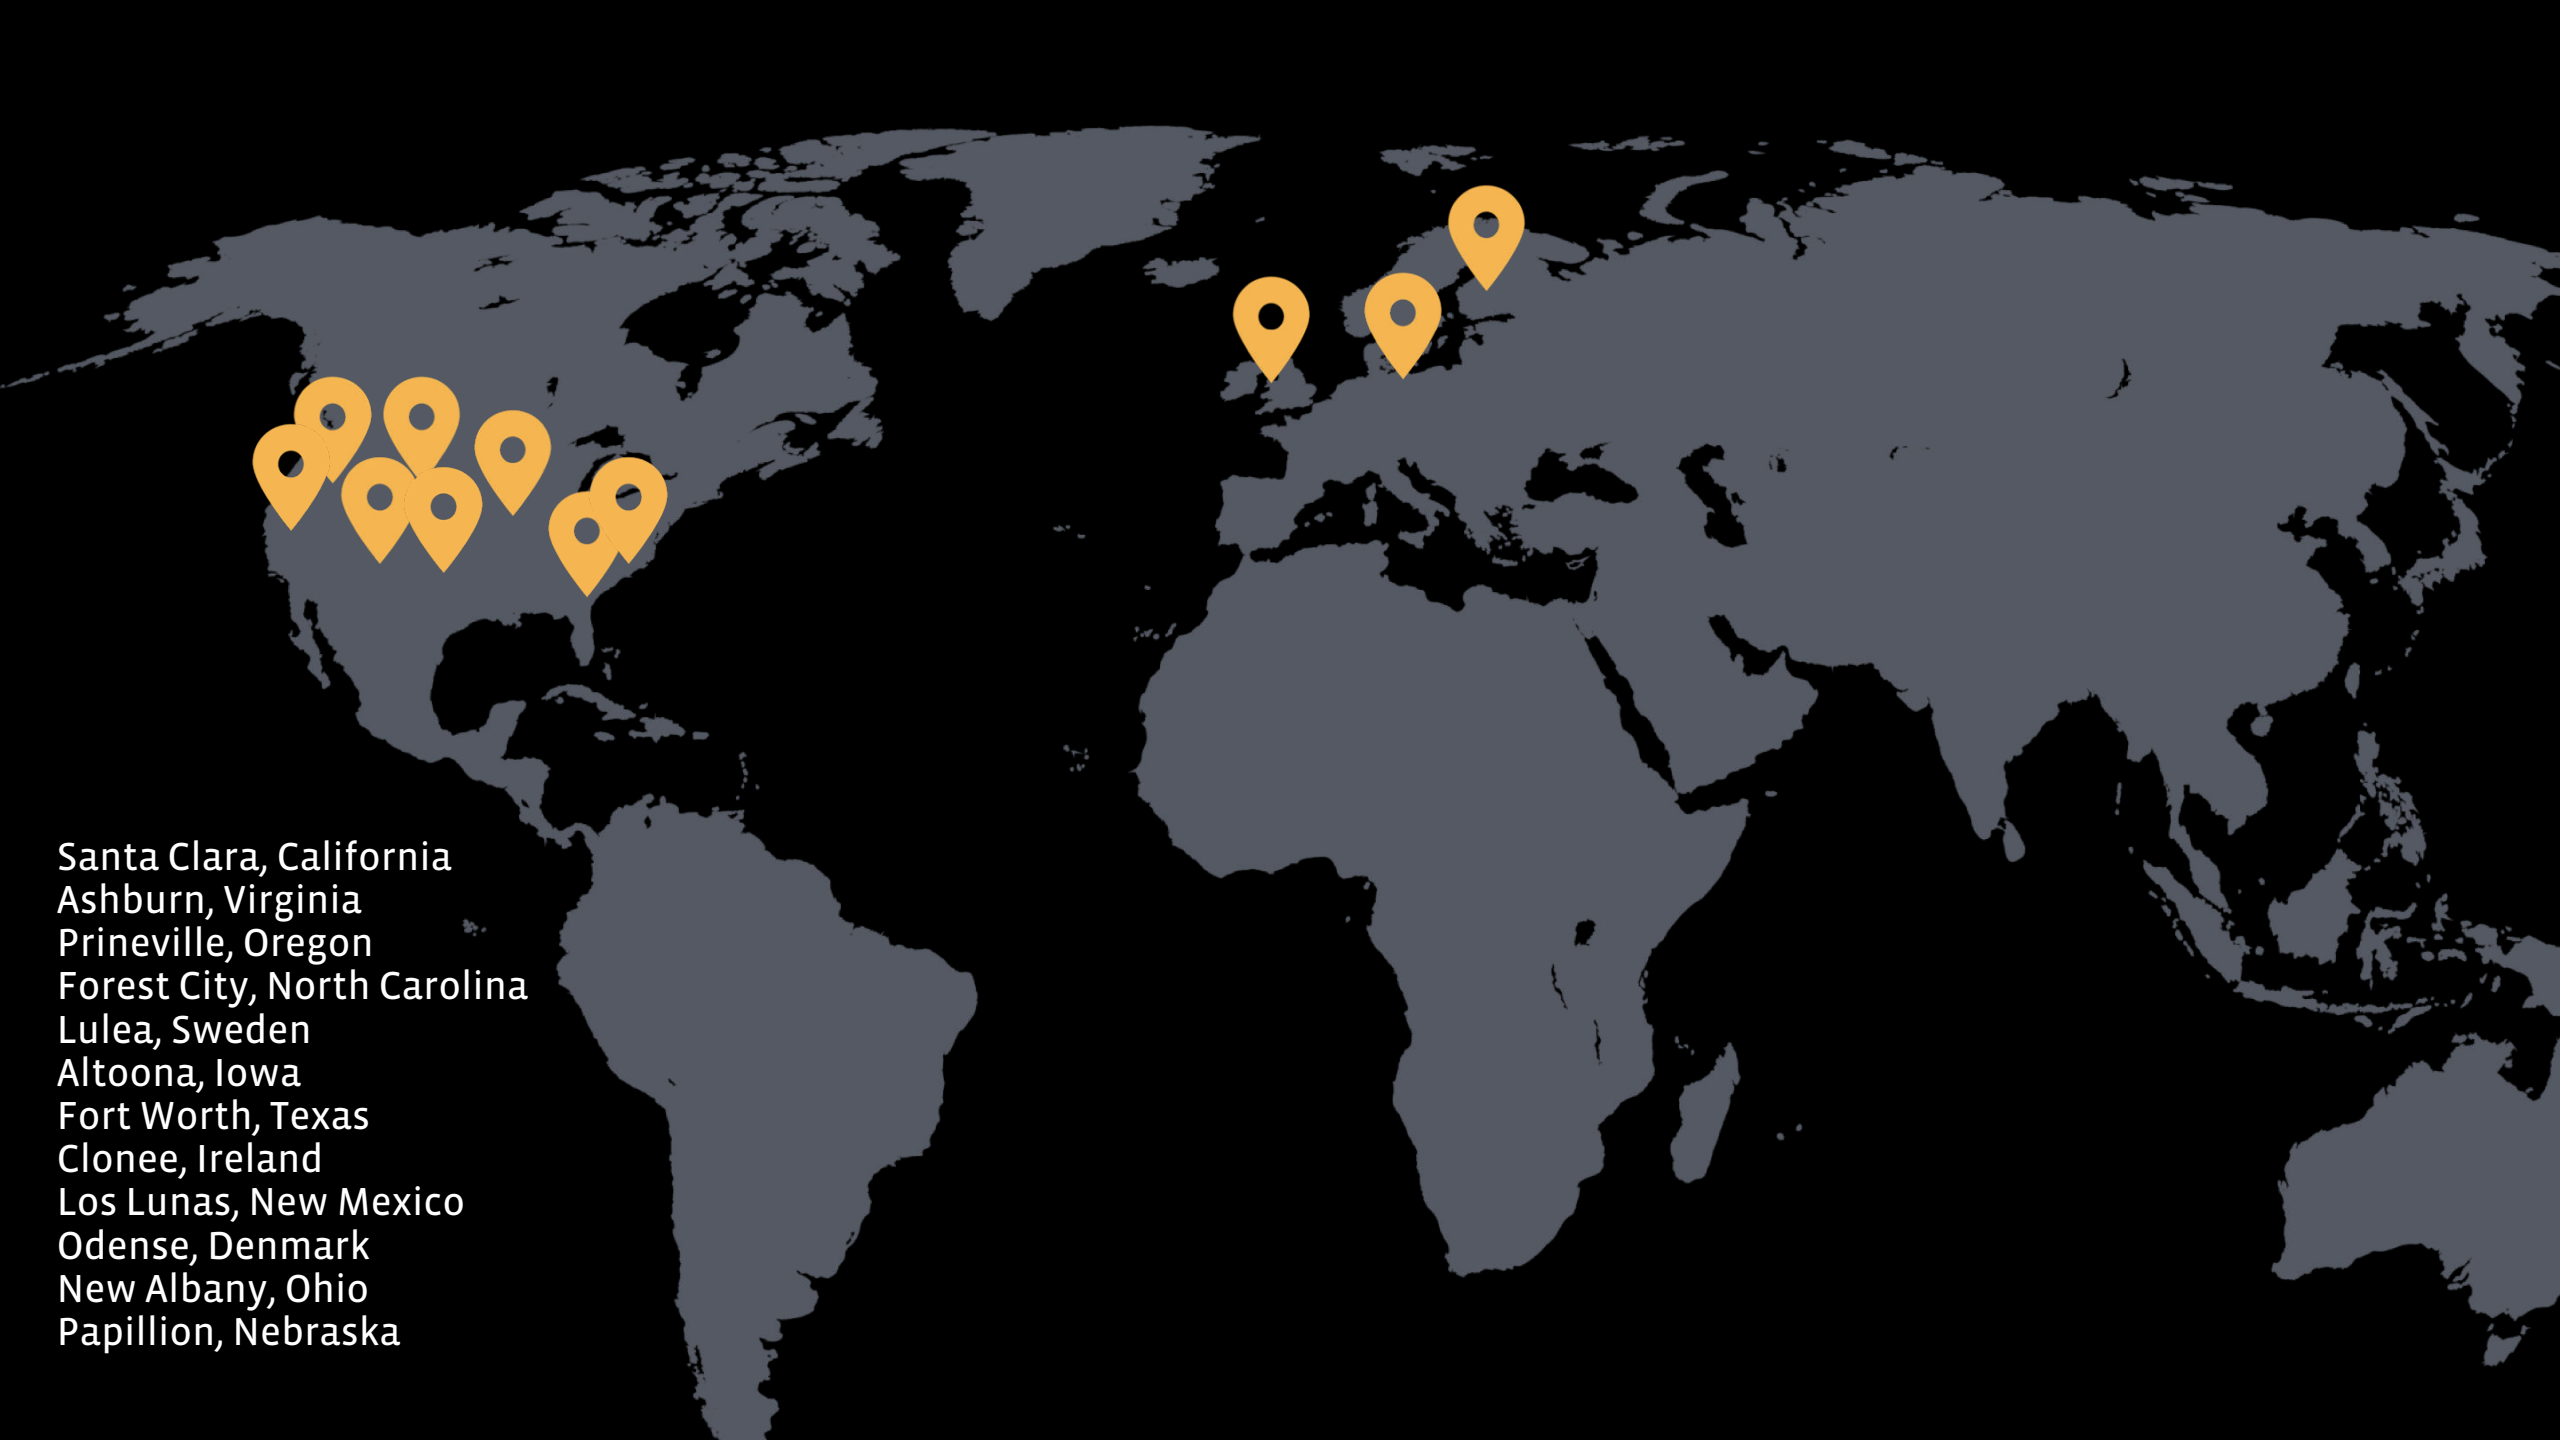 Santa Clara, California
Ashburn, Virginia
Prineville, Oregon
Forest City, North Carolina
Lulea, Sweden
Altoona, Iowa
Fort Worth, Texas
Clonee, Ireland
Los Lunas, New Mexico
Odense, Denmark
New Albany, Ohio
Papillion, Nebraska